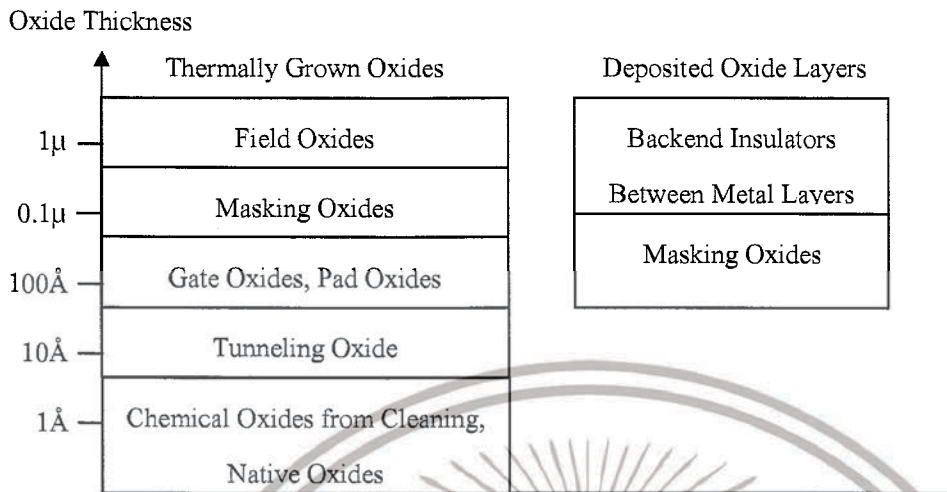 Oxide Thickness
Thermally Grown Oxides
Deposited Oxide Layers
1μ
Field Oxides
Backend Insulators
Between Metal Layers
0.1μ
Masking Oxides
Masking Oxides
100Å
Gate Oxides, Pad Oxides
10Å
Tunneling Oxide
1Å
Chemical Oxides from Cleaning,
Native Oxides